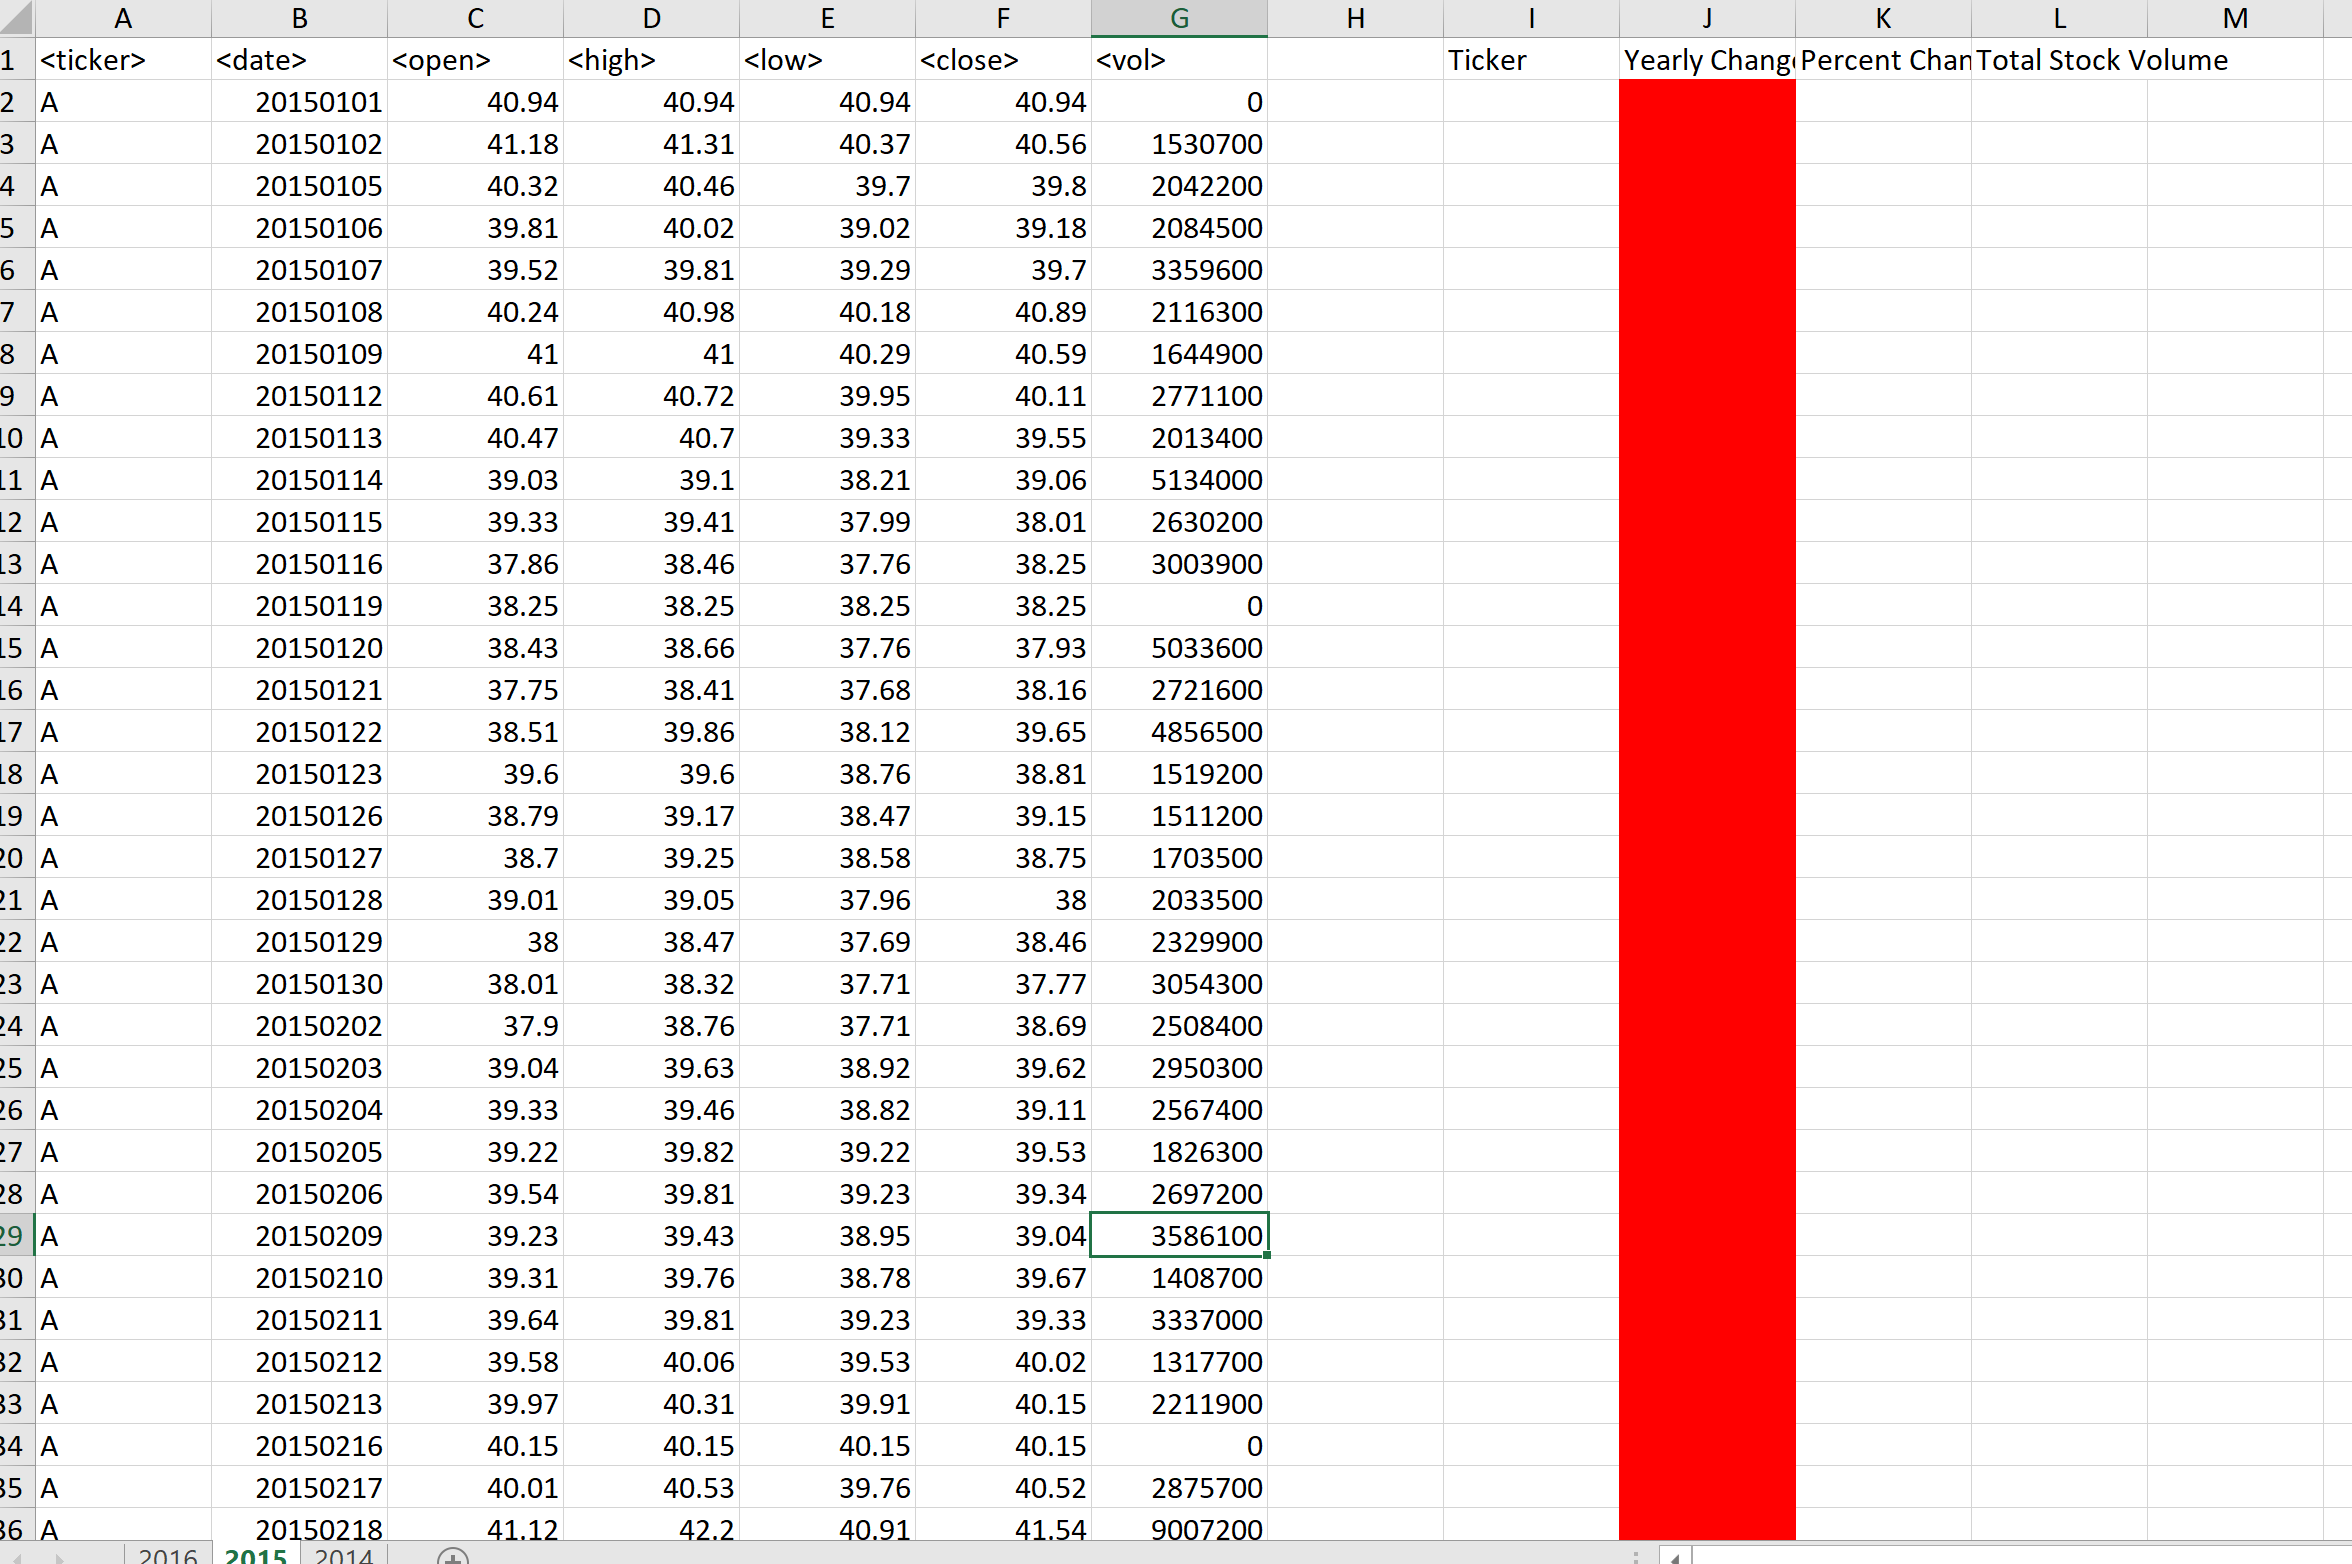 A B C D E F G H I J K L M
1 <ticker> <date> <open> <high> <low> <close> <vol> Ticker Yearly Change Percent Chan Total Stock Volume
2 A 20150101 40.94 40.94 40.94 40.94 0
3 A 20150102 41.18 41.31 40.37 40.56 1530700
4 A 20150105 40.32 40.46 39.7 39.8 2042200
5 A 20150106 39.81 40.02 39.02 39.18 2084500
6 A 20150107 39.52 39.81 39.29 39.7 3359600
7 A 20150108 40.24 40.98 40.18 40.89 2116300
8 A 20150109 41 41 40.29 40.59 1644900
9 A 20150112 40.61 40.72 39.95 40.11 2771100
10 A 20150113 40.47 40.7 39.33 39.55 2013400
11 A 20150114 39.03 39.1 38.21 39.06 5134000
12 A 20150115 39.33 39.41 37.99 38.01 2630200
13 A 20150116 37.86 38.46 37.76 38.25 3003900
14 A 20150119 38.25 38.25 38.25 38.25 0
15 A 20150120 38.43 38.66 37.76 37.93 5033600
16 A 20150121 37.75 38.41 37.68 38.16 2721600
17 A 20150122 38.51 39.86 38.12 39.65 4856500
18 A 20150123 39.6 39.6 38.76 38.81 1519200
19 A 20150126 38.79 39.17 38.47 39.15 1511200
20 A 20150127 38.7 39.25 38.58 38.75 1703500
21 A 20150128 39.01 39.05 37.96 38 2033500
22 A 20150129 38 38.47 37.69 38.46 2329900
23 A 20150130 38.01 38.32 37.71 37.77 3054300
24 A 20150202 37.9 38.76 37.71 38.69 2508400
25 A 20150203 39.04 39.63 38.92 39.62 2950300
26 A 20150204 39.33 39.46 38.82 39.11 2567400
27 A 20150205 39.22 39.82 39.22 39.53 1826300
28 A 20150206 39.54 39.81 39.23 39.34 2697200
29 A 20150209 39.23 39.43 38.95 39.04 3586100
30 A 20150210 39.31 39.76 38.78 39.67 1408700
31 A 20150211 39.64 39.81 39.23 39.33 3337000
32 A 20150212 39.58 40.06 39.53 40.02 1317700
33 A 20150213 39.97 40.31 39.91 40.15 2211900
34 A 20150216 40.15 40.15 40.15 40.15 0
35 A 20150217 40.01 40.53 39.76 40.52 2875700
36 A 20150218 41.12 42.2 40.91 41.54 9007200
2016 2015 2014